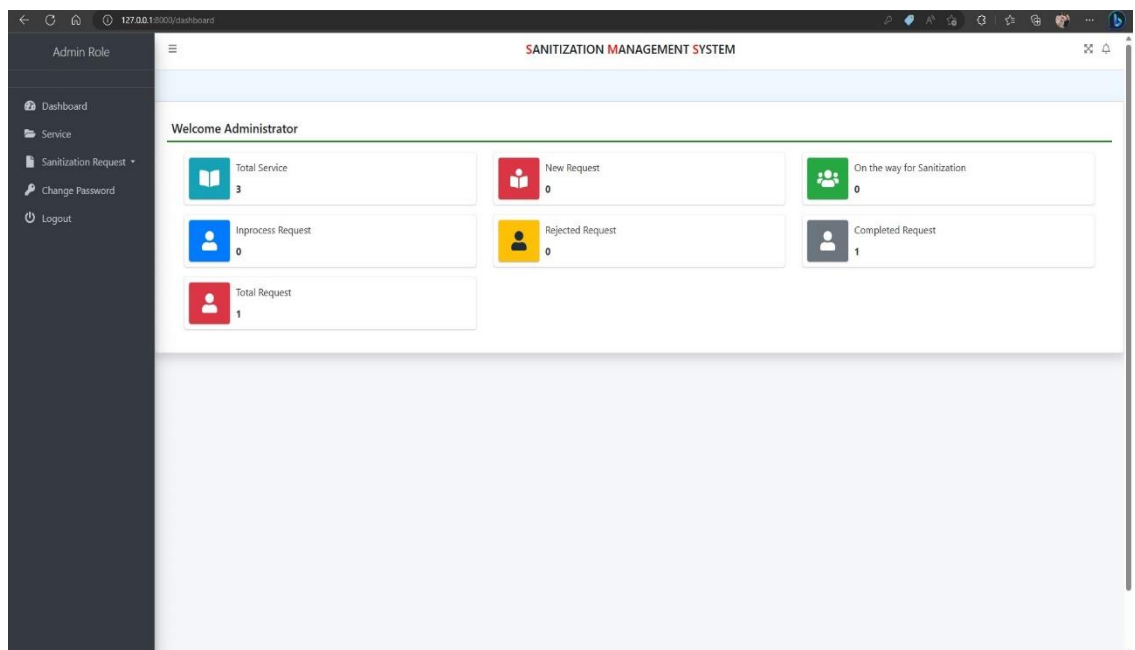 127.0.0.1:8000/dashboard
Admin Role
SANITIZATION MANAGEMENT SYSTEM
Dashboard
Service
Sanitization Request
Change Password
Logout
Welcome Administrator
Total Service
3
New Request
0
On the way for Sanitization
0
Inprocess Request
0
Rejected Request
0
Completed Request
1
Total Request
1